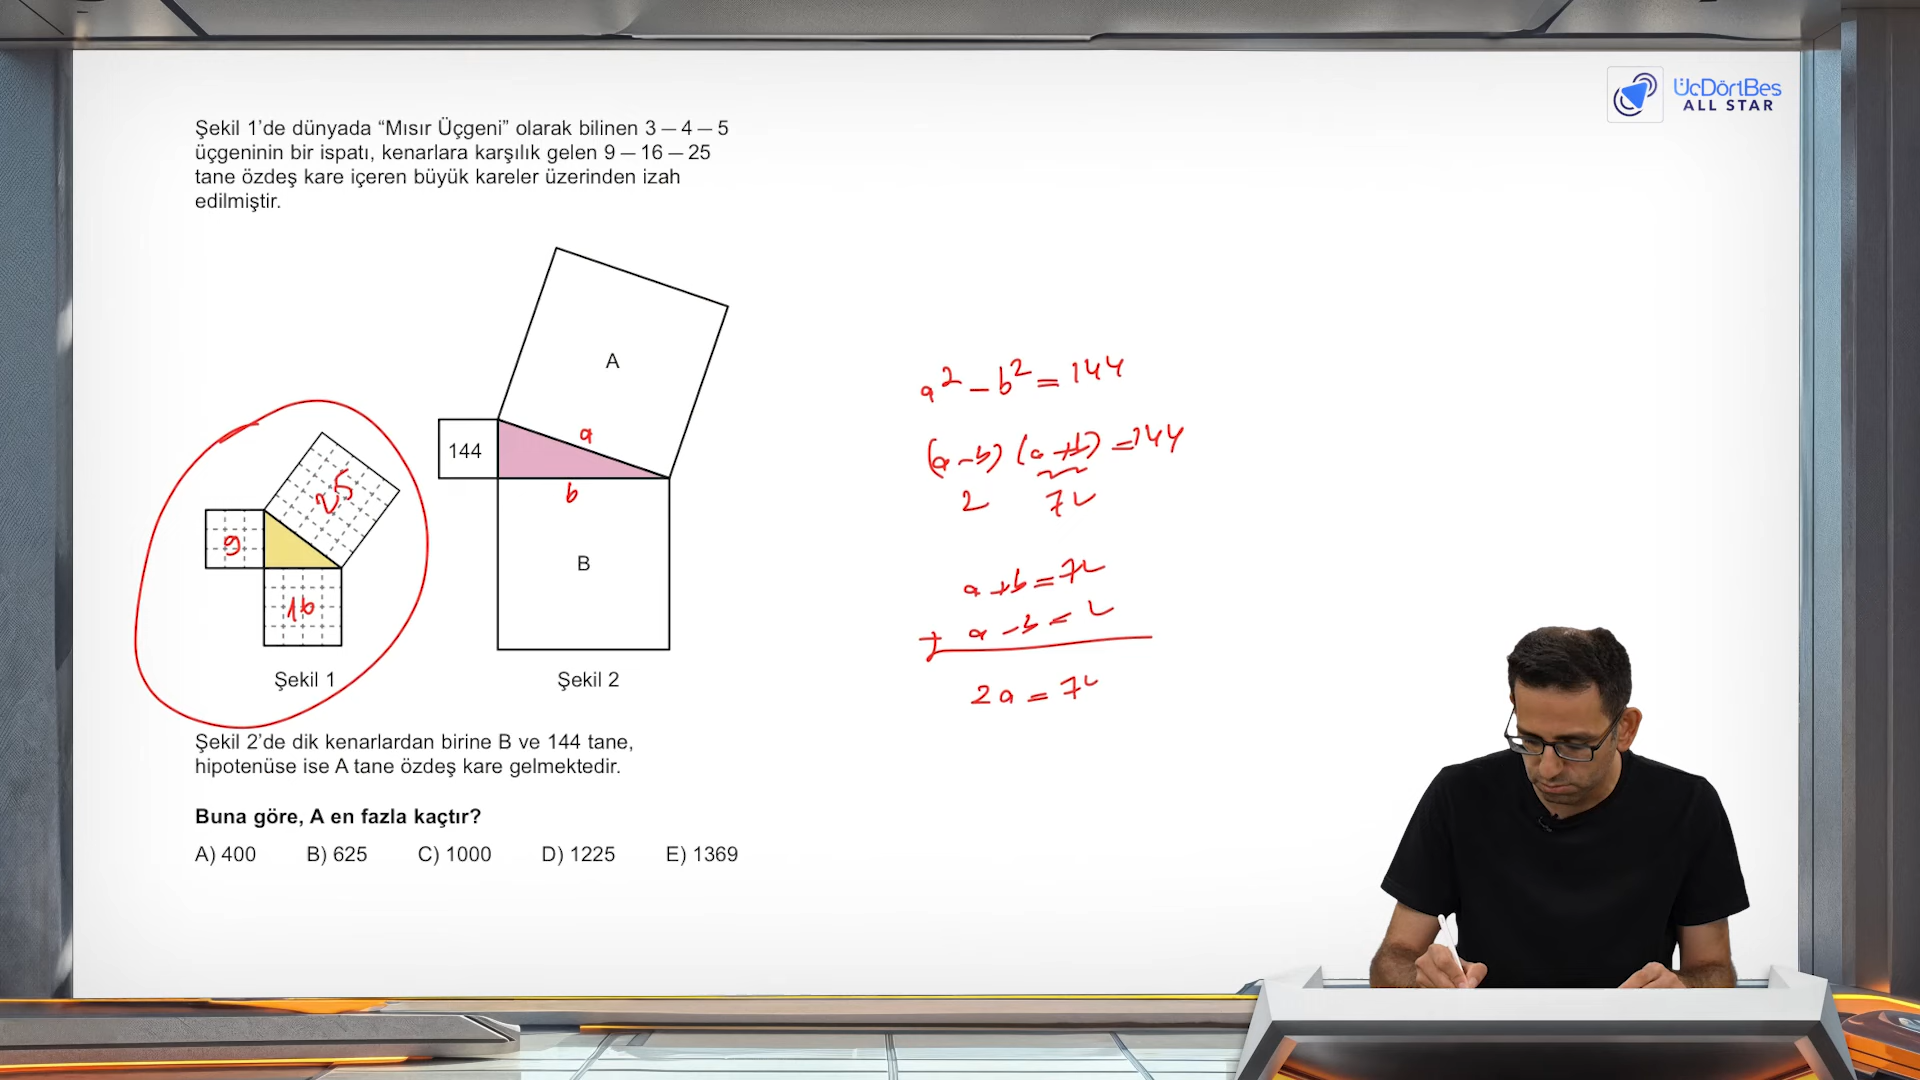 ÜçDörtBeş
ALL STAR
Şekil 1'de dünyada “Mısır Üçgeni” olarak bilinen 3 – 4 – 5
üçgeninin bir ispatı, kenarlara karşılık gelen 9 – 16 – 25
tane özdeş kare içeren büyük kareler üzerinden izah
edilmiştir.
A
144
a
b
B
25
9
16
Şekil 1
Şekil 2
a² – b² = 144
(a – b) (a + b) = 144
2 72
a + b = 72
+ a – b = 2
2a = 74
Şekil 2'de dik kenarlardan birine B ve 144 tane,
hipotenüse ise A tane özdeş kare gelmektedir.
Buna göre, A en fazla kaçtır?
A) 400 B) 625 C) 1000 D) 1225 E) 1369